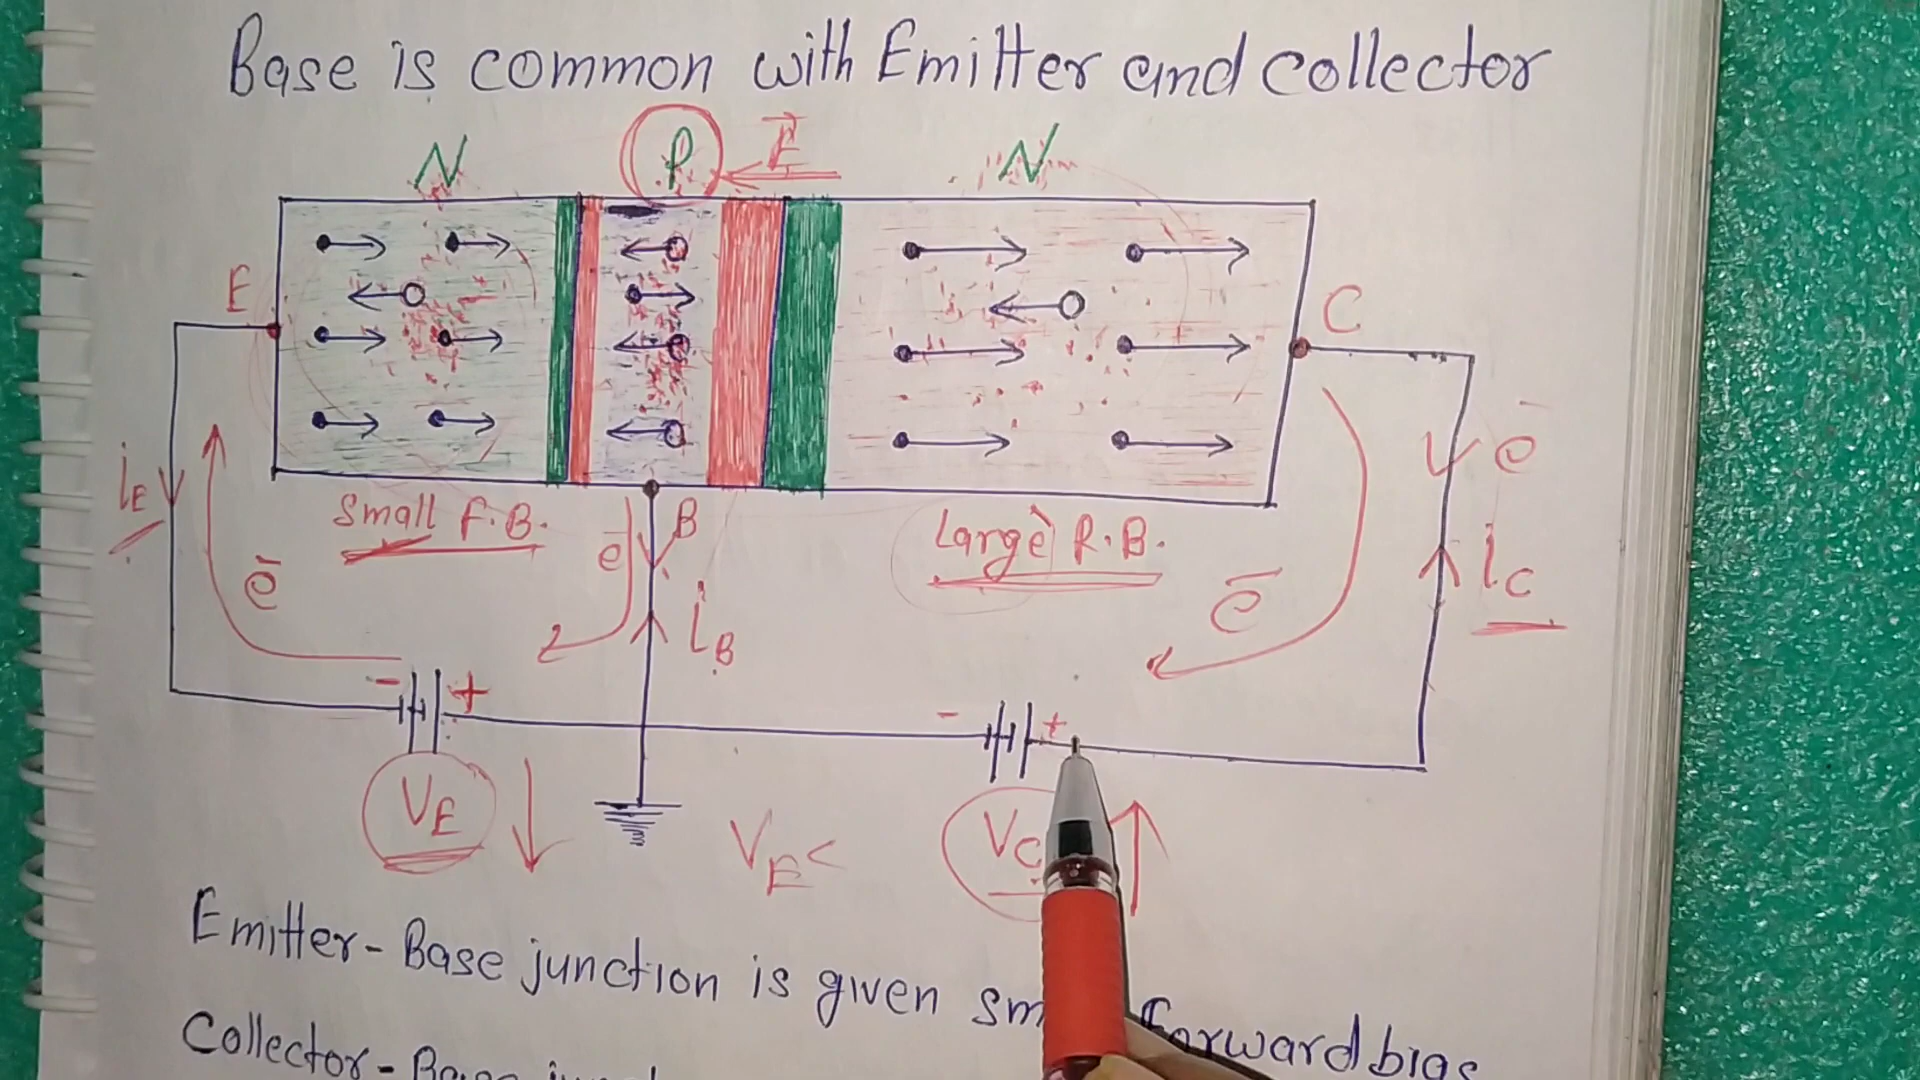 Base is common with Emitter and Collector
N P E N
E C
iE
Small F.B. B Large R.B.
e e e e
iB iC
- + - +
VE VE < VC
Emitter - Base junction is given forward bias
Collector - Base